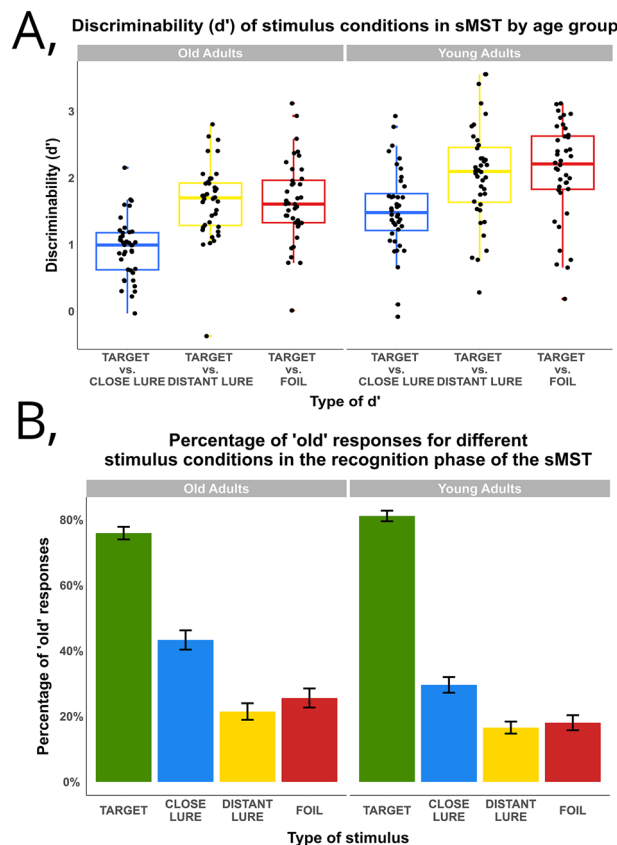 A,
Discriminability (d') of stimulus conditions in sMST by age group
Old Adults
Young Adults
Discriminability (d')
3
2
1
0
TARGET
vs.
CLOSE LURE
TARGET
vs.
DISTANT LURE
TARGET
vs.
FOIL
TARGET
vs.
CLOSE LURE
TARGET
vs.
DISTANT LURE
TARGET
vs.
FOIL
Type of d'
B,
Percentage of 'old' responses for different
stimulus conditions in the recognition phase of the sMST
Old Adults
Young Adults
Percentage of 'old' responses
80%
60%
40%
20%
0%
TARGET
CLOSE
LURE
DISTANT
LURE
FOIL
TARGET
CLOSE
LURE
DISTANT
LURE
FOIL
Type of stimulus